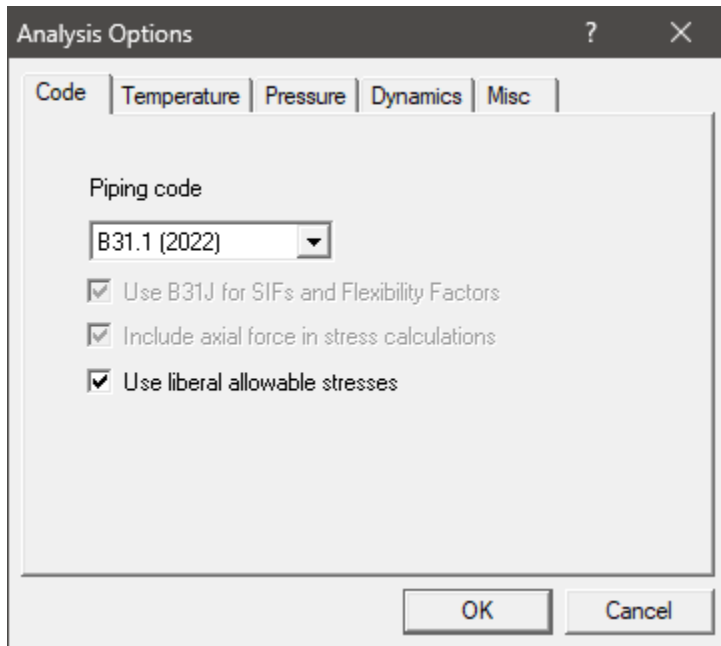 Analysis Options ?
Code Temperature Pressure Dynamics Misc
Piping code
B31.1 (2022)
Use B31J for SIFs and Flexibility Factors
Include axial force in stress calculations
Use liberal allowable stresses
OK Cancel